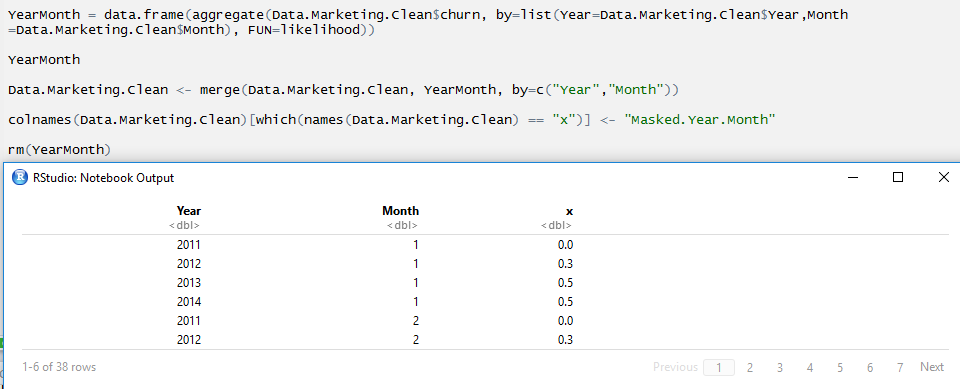 YearMonth = data.frame(aggregate(Data.Marketing.Clean$churn, by=list(Year=Data.Marketing.Clean$Year,Month
=Data.Marketing.Clean$Month), FUN=likelihood))
YearMonth
Data.Marketing.Clean <- merge(Data.Marketing.Clean, YearMonth, by=c("Year","Month"))
colnames(Data.Marketing.Clean)[which(names(Data.Marketing.Clean) == "x")] <- "Masked.Year.Month"
rm(YearMonth)
R RStudio: Notebook Output
Year Month x
<dbl> <dbl> <dbl>
2011 1 0.0
2012 1 0.3
2013 1 0.5
2014 1 0.5
2011 2 0.0
2012 2 0.3
1-6 of 38 rows Previous 1 2 3 4 5 6 7 Next